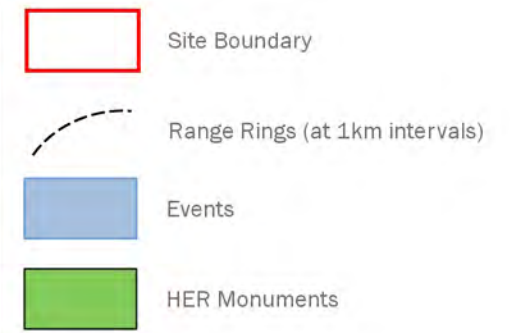 Site Boundary
Range Rings (at 1km intervals)
Events
HER Monuments